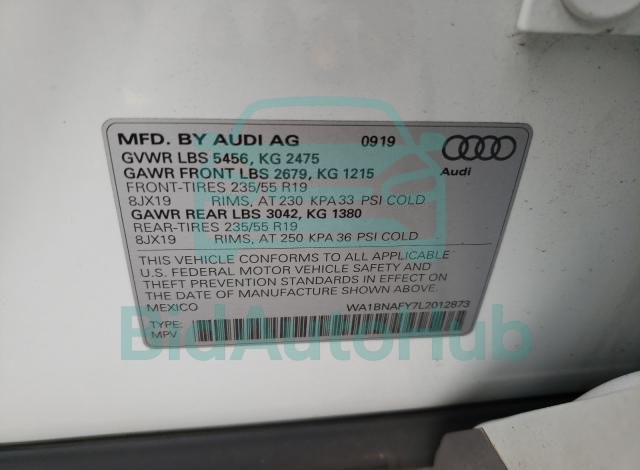 MFD. BY AUDI AG 0919
GVWR LBS 5456, KG 2475
GAWR FRONT LBS 2679, KG 1215
FRONT-TIRES 235/55 R19
8JX19 RIMS, AT 230 KPA 33 PSI COLD
GAWR REAR LBS 3042, KG 1380
REAR-TIRES 235/55 R19
8JX19 RIMS, AT 250 KPA 36 PSI COLD
Audi
THIS VEHICLE CONFORMS TO ALL APPLICABLE
U.S. FEDERAL MOTOR VEHICLE SAFETY AND
THEFT PREVENTION STANDARDS IN EFFECT ON
THE DATE OF MANUFACTURE SHOWN ABOVE.
MEXICO WA1BNAFY7L2012873
TYPE:
MPV
BidAutoHub